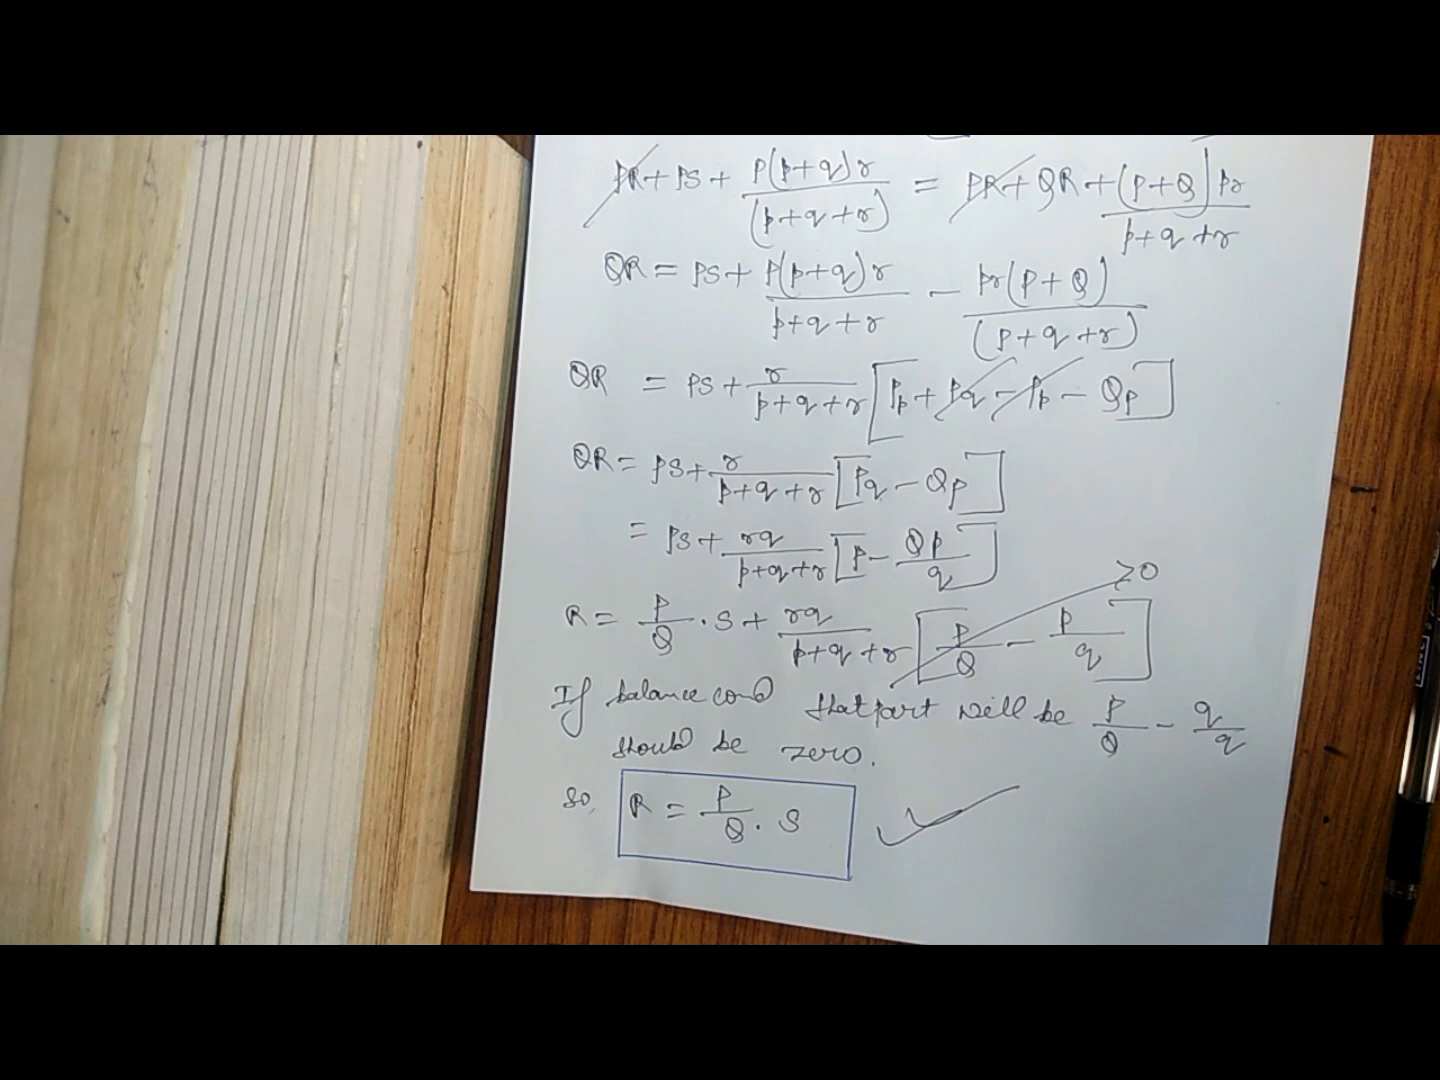 PR + PS + P(p+q)r/(p+q+r) = PR + QR + (P+Q)pr/p+q+r
QR = PS + P(p+q)r/p+q+r - pr(P+Q)/(p+q+r)
QR = PS + r/p+q+r [Pp + Pq - Pp - Qp]
QR = PS + r/p+q+r [Pq - Qp]
= PS + rq/p+q+r [P - Qp/q]
R = P/Q . S + rq/p+q+r [P/Q - p/q] 0
If balance cond that part will be P/Q - q/q
should be zero.
So, R = P/Q . S